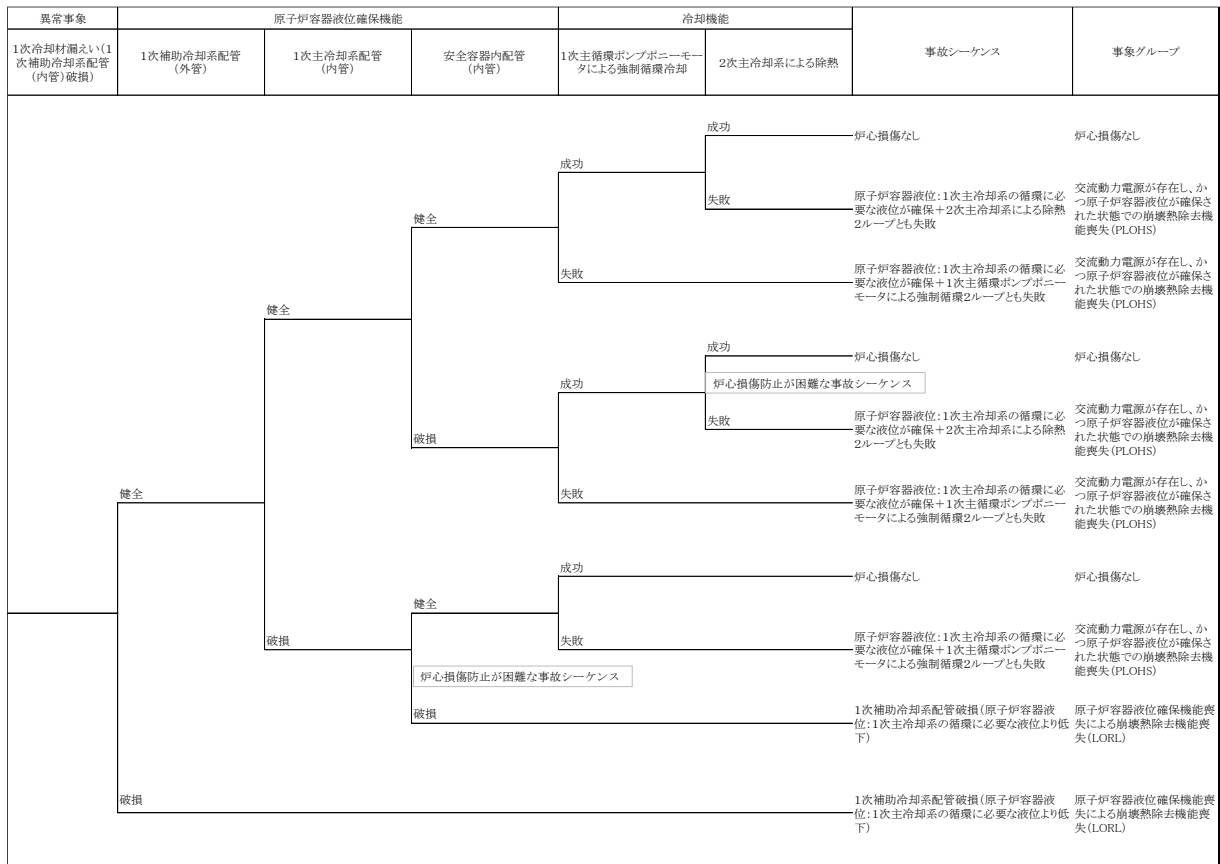 異常事象
原子炉容器液位確保機能
冷却機能
事故シーケンス
事象グループ
1次冷却材漏えい(1
次補助冷却系配管
(内管)破損)
1次補助冷却系配管
(外管)
1次主冷却系配管
(内管)
安全容器内配管
(内管)
1次主循環ポンプポニーモー
タによる強制循環冷却
2次主冷却系による除熱
成功
炉心損傷なし
炉心損傷なし
成功
失敗
原子炉容器液位:1次主冷却系の循環に必
要な液位が確保+2次主冷却系による除熱
2ループとも失敗
交流動力電源が存在し、か
つ原子炉容器液位が確保さ
れた状態での崩壊熱除去機
能喪失(PLOHS)
健全
失敗
原子炉容器液位:1次主冷却系の循環に必
要な液位が確保+1次主循環ポンプポニー
モータによる強制循環2ループとも失敗
交流動力電源が存在し、か
つ原子炉容器液位が確保さ
れた状態での崩壊熱除去機
能喪失(PLOHS)
健全
成功
炉心損傷なし
炉心損傷なし
成功
炉心損傷防止が困難な事故シーケンス
失敗
原子炉容器液位:1次主冷却系の循環に必
要な液位が確保+2次主冷却系による除熱
2ループとも失敗
交流動力電源が存在し、か
つ原子炉容器液位が確保さ
れた状態での崩壊熱除去機
能喪失(PLOHS)
破損
健全
失敗
原子炉容器液位:1次主冷却系の循環に必
要な液位が確保+1次主循環ポンプポニー
モータによる強制循環2ループとも失敗
交流動力電源が存在し、か
つ原子炉容器液位が確保さ
れた状態での崩壊熱除去機
能喪失(PLOHS)
成功
炉心損傷なし
炉心損傷なし
健全
破損
失敗
原子炉容器液位:1次主冷却系の循環に必
要な液位が確保+1次主循環ポンプポニー
モータによる強制循環2ループとも失敗
交流動力電源が存在し、か
つ原子炉容器液位が確保さ
れた状態での崩壊熱除去機
能喪失(PLOHS)
炉心損傷防止が困難な事故シーケンス
破損
1次補助冷却系配管破損(原子炉容器液
位:1次主冷却系の循環に必要な液位より低
下)
原子炉容器液位確保機能喪
失による崩壊熱除去機能喪
失(LORL)
破損
1次補助冷却系配管破損(原子炉容器液
位:1次主冷却系の循環に必要な液位より低
下)
原子炉容器液位確保機能喪
失による崩壊熱除去機能喪
失(LORL)